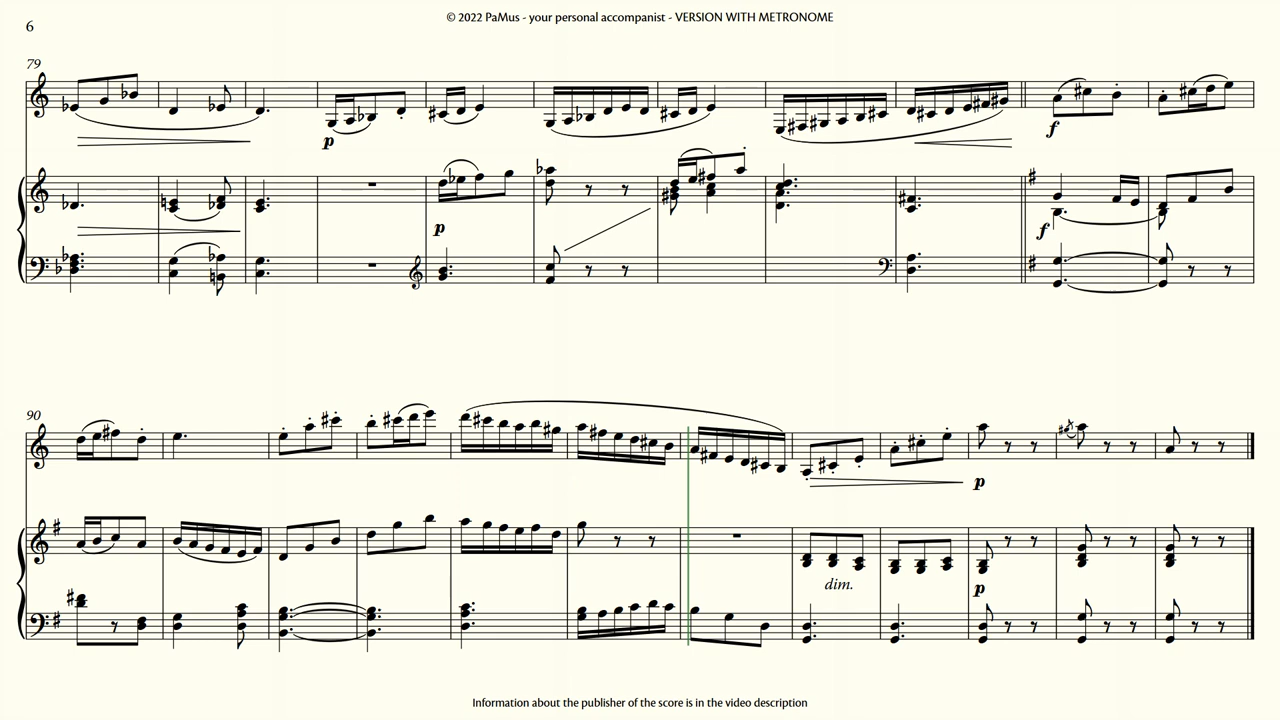 © 2022 PaMus - your personal accompanist - VERSION WITH METRONOME
6
79
p
p
f
f
90
p
dim.
p
Information about the publisher of the score is in the video description